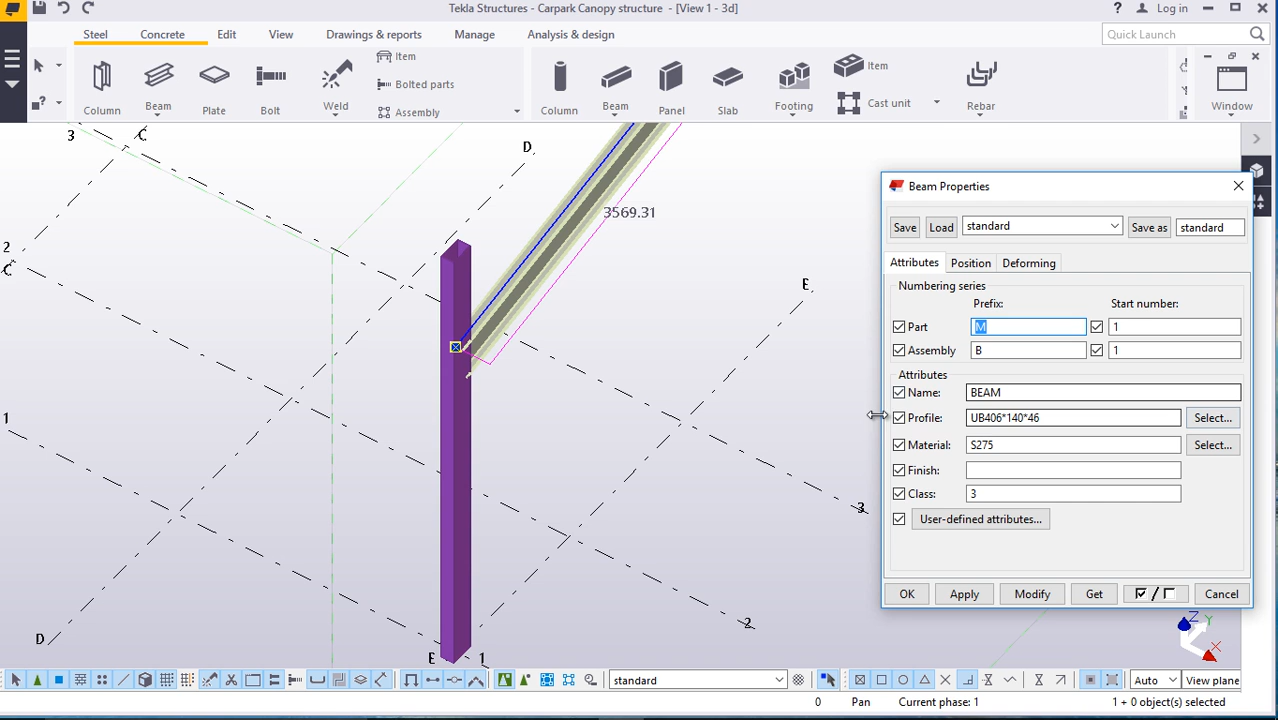 Tekla Structures - Carpark Canopy structure - [View 1 - 3d]
? Log in
Steel Concrete Edit View Drawings & reports Manage Analysis & design Quick Launch
Item Item
Bolted parts
Cast unit
Assembly
Column Beam Plate Bolt Weld Column Beam Panel Slab Footing Rebar Window
3 C
D
2
C
3569.31
E
1
3
D
2
E 1
Beam Properties
Save Load standard Save as standard
Attributes Position Deforming
Numbering series
Prefix: Start number:
Part M 1
Assembly B 1
Attributes
Name: BEAM
Profile: UB406*140*46 Select...
Material: S275 Select...
Finish:
Class: 3
User-defined attributes...
OK Apply Modify Get / Cancel
Z Y
X
standard Auto View plane
0 Pan Current phase: 1 1 + 0 object(s) selected